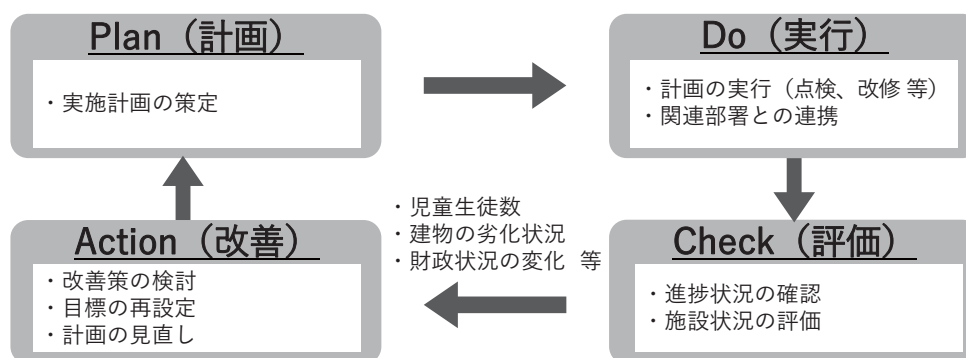 Plan（計画）
・実施計画の策定
Do（実行）
・計画の実行（点検、改修 等）
・関連部署との連携
Check（評価）
・進捗状況の確認
・施設状況の評価
・児童生徒数
・建物の劣化状況
・財政状況の変化 等
Action（改善）
・改善策の検討
・目標の再設定
・計画の見直し